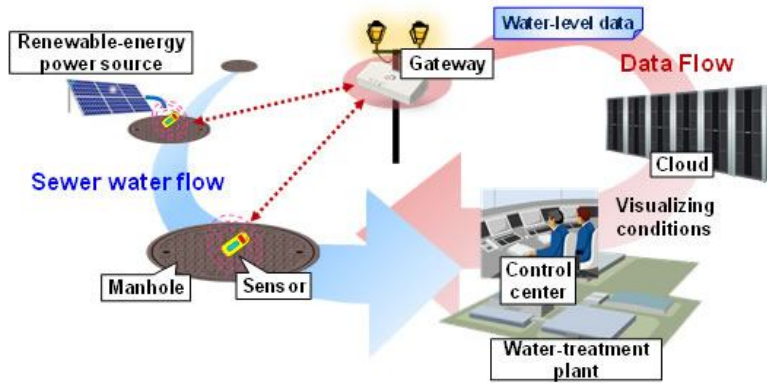 Water-level data
Renewable-energy
power source
Gateway
Data Flow
Cloud
Sewer water flow
Visualizing
conditions
Control
center
Manhole
Sensor
Water-treatment
plant